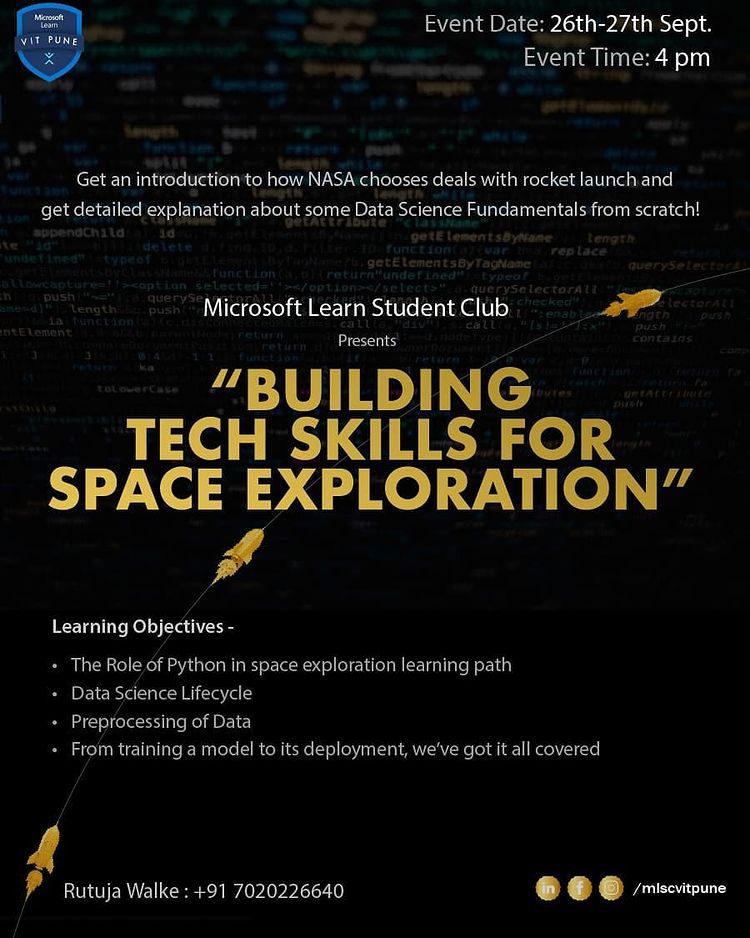 Microsoft
Learn
VIT PUNE
Event Date: 26th-27th Sept.
Event Time: 4 pm
Get an introduction to how NASA chooses deals with rocket launch and
get detailed explanation about some Data Science Fundamentals from scratch!
Microsoft Learn Student Club
Presents
“BUILDING
TECH SKILLS FOR
SPACE EXPLORATION”
Learning Objectives -
• The Role of Python in space exploration learning path
• Data Science Lifecycle
• Preprocessing of Data
• From training a model to its deployment, we’ve got it all covered
Rutuja Walke : +91 7020226640
in f /mlscvitpune